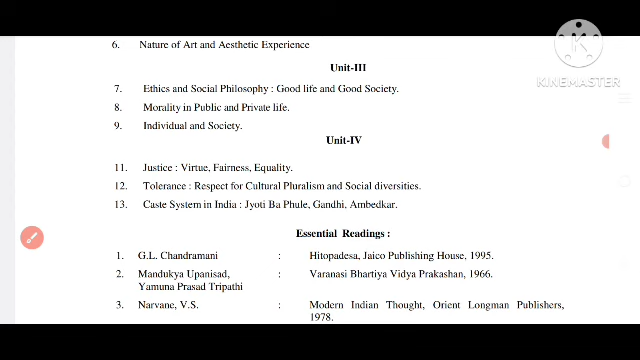 KINEMASTER
6. Nature of Art and Aesthetic Experience
Unit-III
7. Ethics and Social Philosophy : Good life and Good Society.
8. Morality in Public and Private life.
9. Individual and Society.
Unit-IV
11. Justice : Virtue, Fairness, Equality.
12. Tolerance : Respect for Cultural Pluralism and Social diversities.
13. Caste System in India : Jyoti Ba Phule, Gandhi, Ambedkar.
Essential Readings :
1. G.L. Chandramani : Hitopadesa, Jaico Publishing House, 1995.
2. Mandukya Upanisad, : Varanasi Bhartiya Vidya Prakashan, 1966.
Yamuna Prasad Tripathi
3. Narvane, V.S. : Modern Indian Thought, Orient Longman Publishers,
1978.